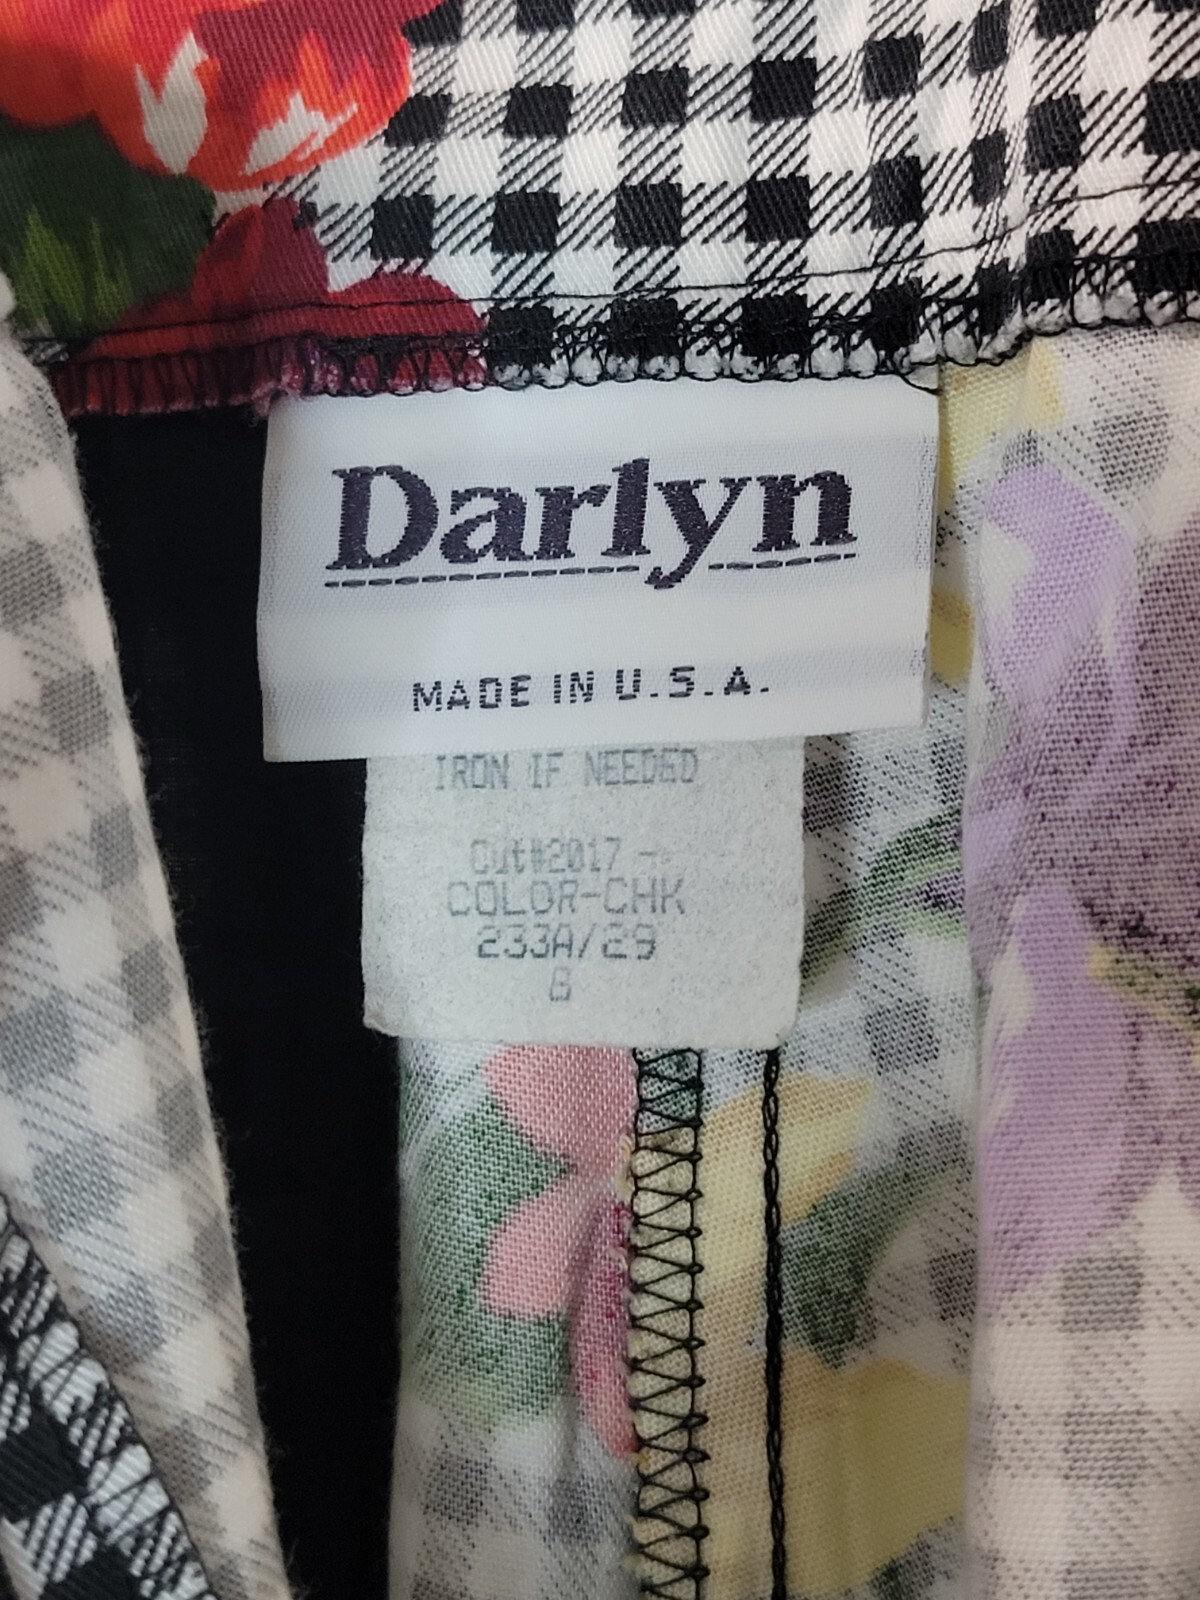 Darlyn
MADE IN U.S.A.
IRON IF NEEDED
Cut#2017 -
COLOR-CHK
233A/29
6